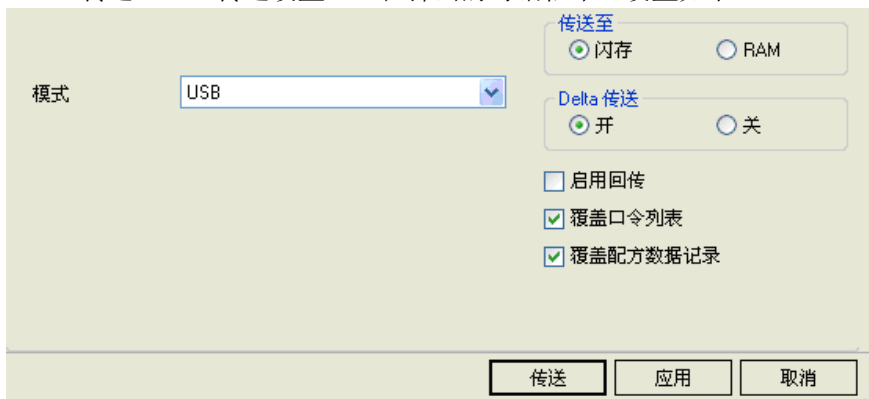 传送至
闪存 RAM
模式 USB
Delta 传送
开 关
启用回传
覆盖口令列表
覆盖配方数据记录
传送 应用 取消